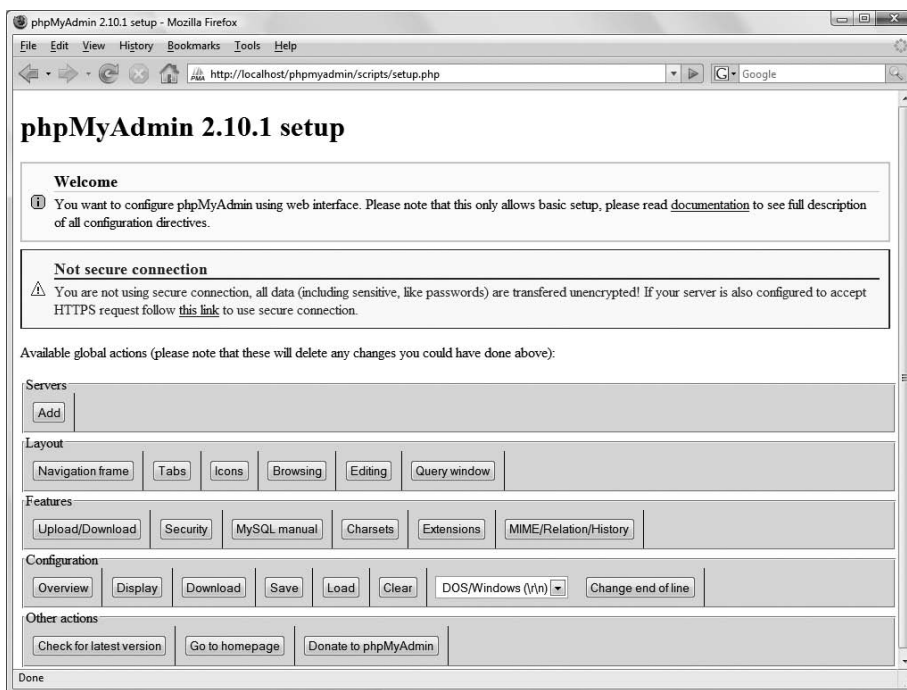 phpMyAdmin 2.10.1 setup - Mozilla Firefox
File Edit View History Bookmarks Tools Help
PMA http://localhost/phpmyadmin/scripts/setup.php G Google
phpMyAdmin 2.10.1 setup
Welcome
You want to configure phpMyAdmin using web interface. Please note that this only allows basic setup, please read documentation to see full description
of all configuration directives.
Not secure connection
You are not using secure connection, all data (including sensitive, like passwords) are transfered unencrypted! If your server is also configured to accept
HTTPS request follow this link to use secure connection.
Available global actions (please note that these will delete any changes you could have done above):
Servers
Add
Layout
Navigation frame Tabs Icons Browsing Editing Query window
Features
Upload/Download Security MySQL manual Charsets Extensions MIME/Relation/History
Configuration
Overview Display Download Save Load Clear DOS/Windows (\r\n) Change end of line
Other actions
Check for latest version Go to homepage Donate to phpMyAdmin
Done